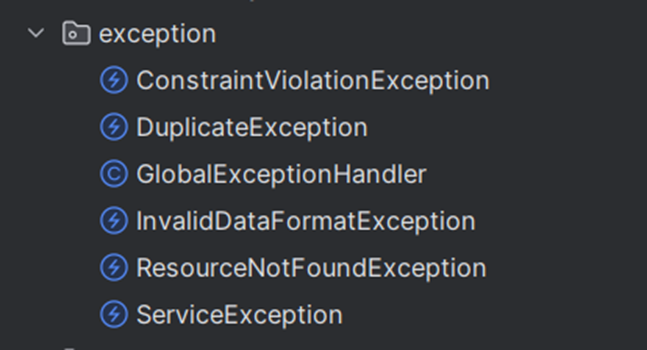 exception
ConstraintViolationException
DuplicateException
GlobalExceptionHandler
InvalidDataFormatException
ResourceNotFoundException
ServiceException